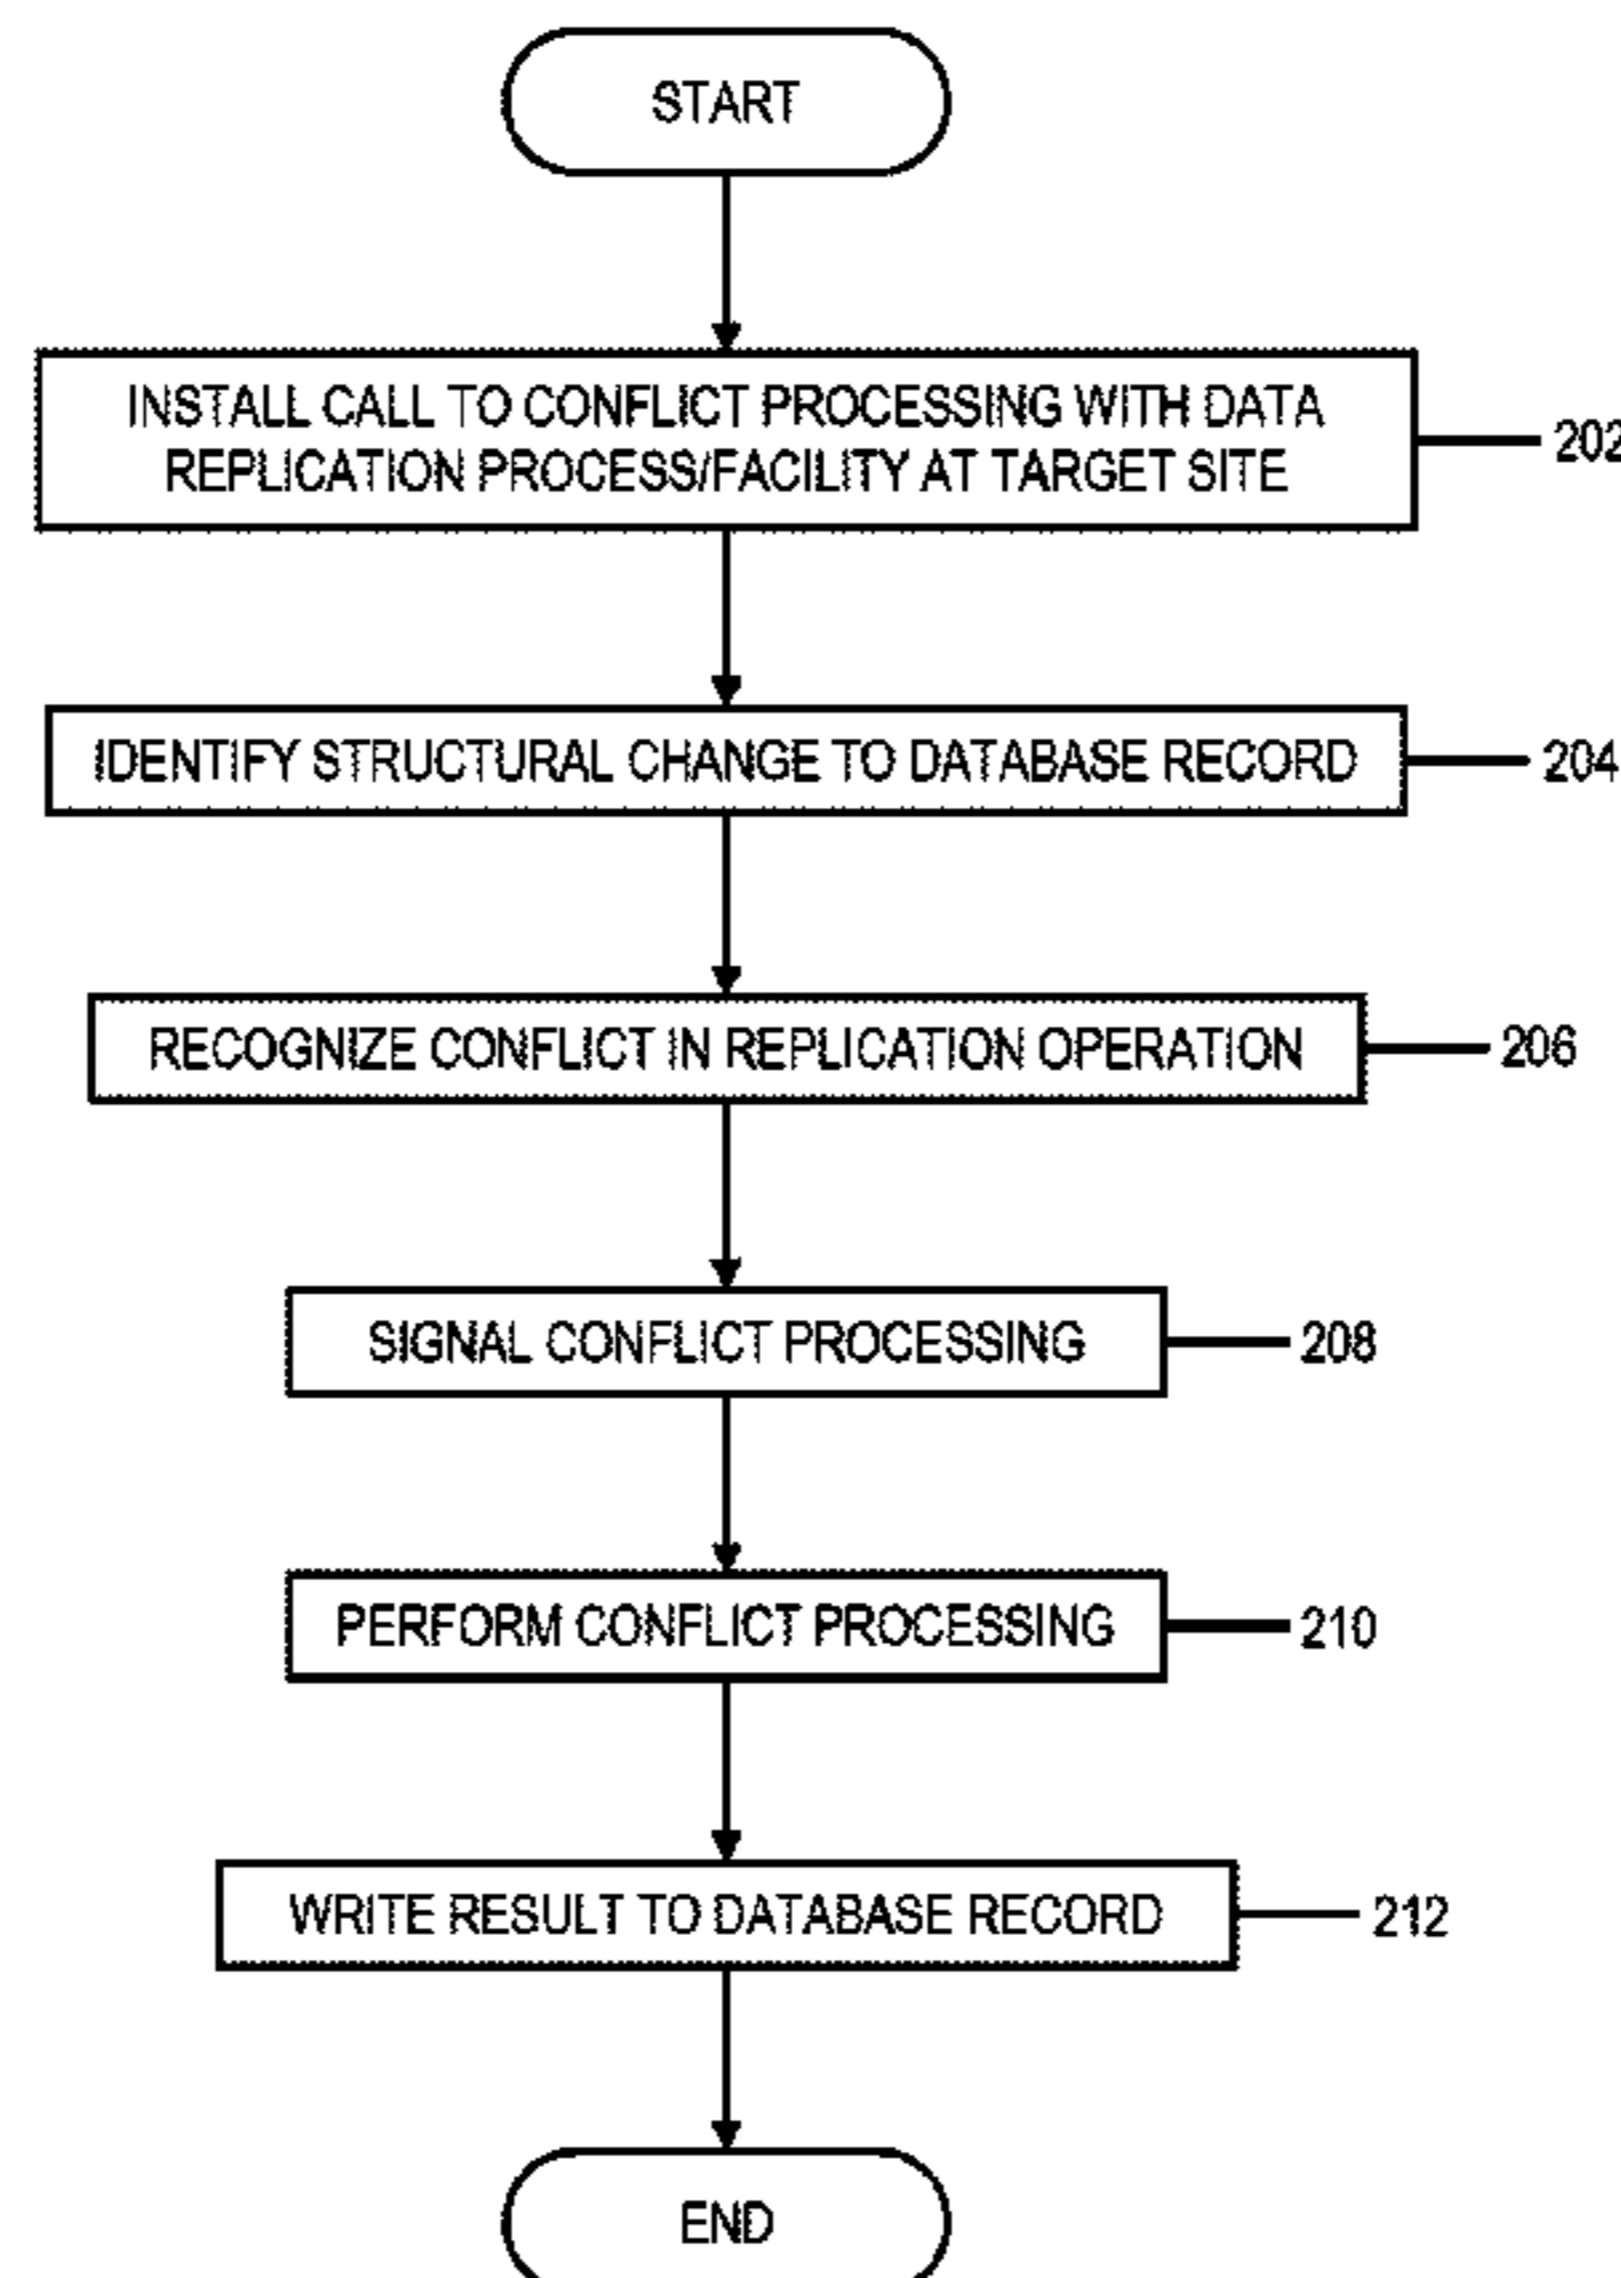 START
INSTALL CALL TO CONFLICT PROCESSING WITH DATA
REPLICATION PROCESS/FACILITY AT TARGET SITE
202
IDENTIFY STRUCTURAL CHANGE TO DATABASE RECORD
204
RECOGNIZE CONFLICT IN REPLICATION OPERATION
206
SIGNAL CONFLICT PROCESSING
208
PERFORM CONFLICT PROCESSING
210
WRITE RESULT TO DATABASE RECORD
212
END